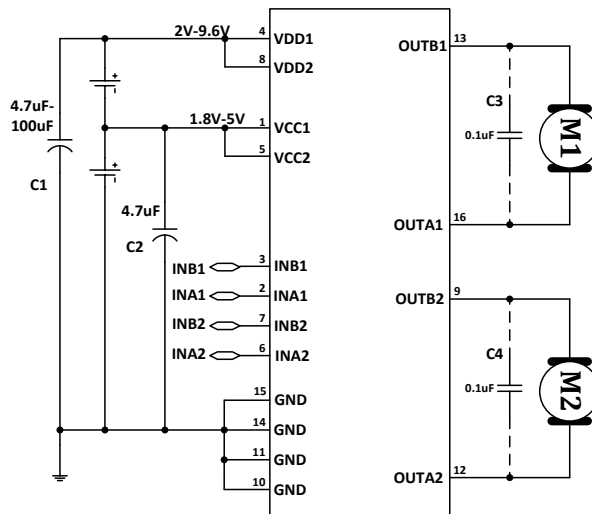 2V-9.6V
4
VDD1
8
VDD2
+
-
4.7uF-
100uF
C1
1.8V-5V
1
VCC1
5
VCC2
+
-
4.7uF
C2
INB1
3
INB1
INA1
2
INA1
INB2
7
INB2
INA2
6
INA2
15
GND
14
GND
11
GND
10
GND
OUTB1
13
C3
0.1uF
M1
OUTA1
16
OUTB2
9
C4
0.1uF
M2
OUTA2
12